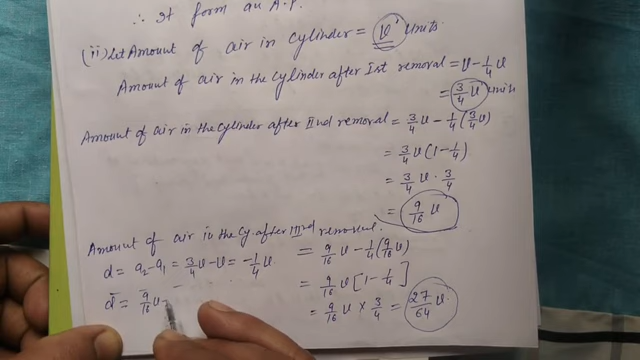 ∴ It form an A.P.
(ii) Let Amount of air in Cylinder = v units
Amount of air in the Cylinder after Ist removal = v - 1/4 v
= 3/4 v units
Amount of air in the Cylinder after IInd removal = 3/4 v - 1/4 (3/4 v)
= 3/4 v (1 - 1/4)
= 3/4 v · 3/4
= 9/16 v
Amount of air in the Cy. after IIIrd removal
= 9/16 v - 1/4 (9/16 v)
= 9/16 v [1 - 1/4]
= 9/16 v × 3/4 = 27/64 v
d = a2 - a1 = 3/4 v - v = -1/4 v
d = 9/16 v -